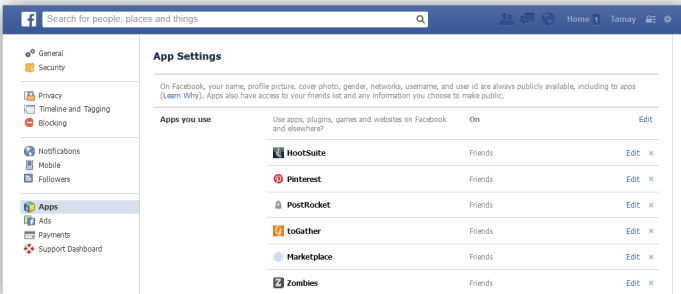 f Search for people, places and things Home 1 Tamay
General
Security
Privacy
Timeline and Tagging
Blocking
Notifications
Mobile
Followers
Apps
Ads
Payments
Support Dashboard
App Settings
On Facebook, your name, profile picture, cover photo, gender, networks, username, and user id are always publicly available, including to apps
(Learn Why). Apps also have access to your friends list and any information you choose to make public.
Apps you use Use apps, plugins, games and websites on Facebook On Edit
and elsewhere?
HootSuite Friends Edit ×
Pinterest Friends Edit ×
PostRocket Friends Edit ×
toGather Friends Edit ×
Marketplace Friends Edit ×
Z Zombies Friends Edit ×